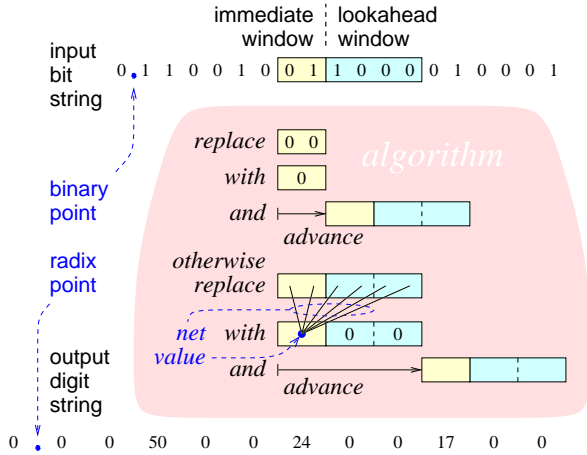 immediate lookahead
window window
input
bit
string
0 1 1 0 0 1 0 0 1 1 0 0 0 0 1 0 0 0 1
replace 0 0
algorithm
with 0
binary
point
and
advance
radix
point
otherwise
replace
net
value
with 0 0
output
digit
string
and
advance
0 0 0 50 0 0 24 0 0 17 0 0